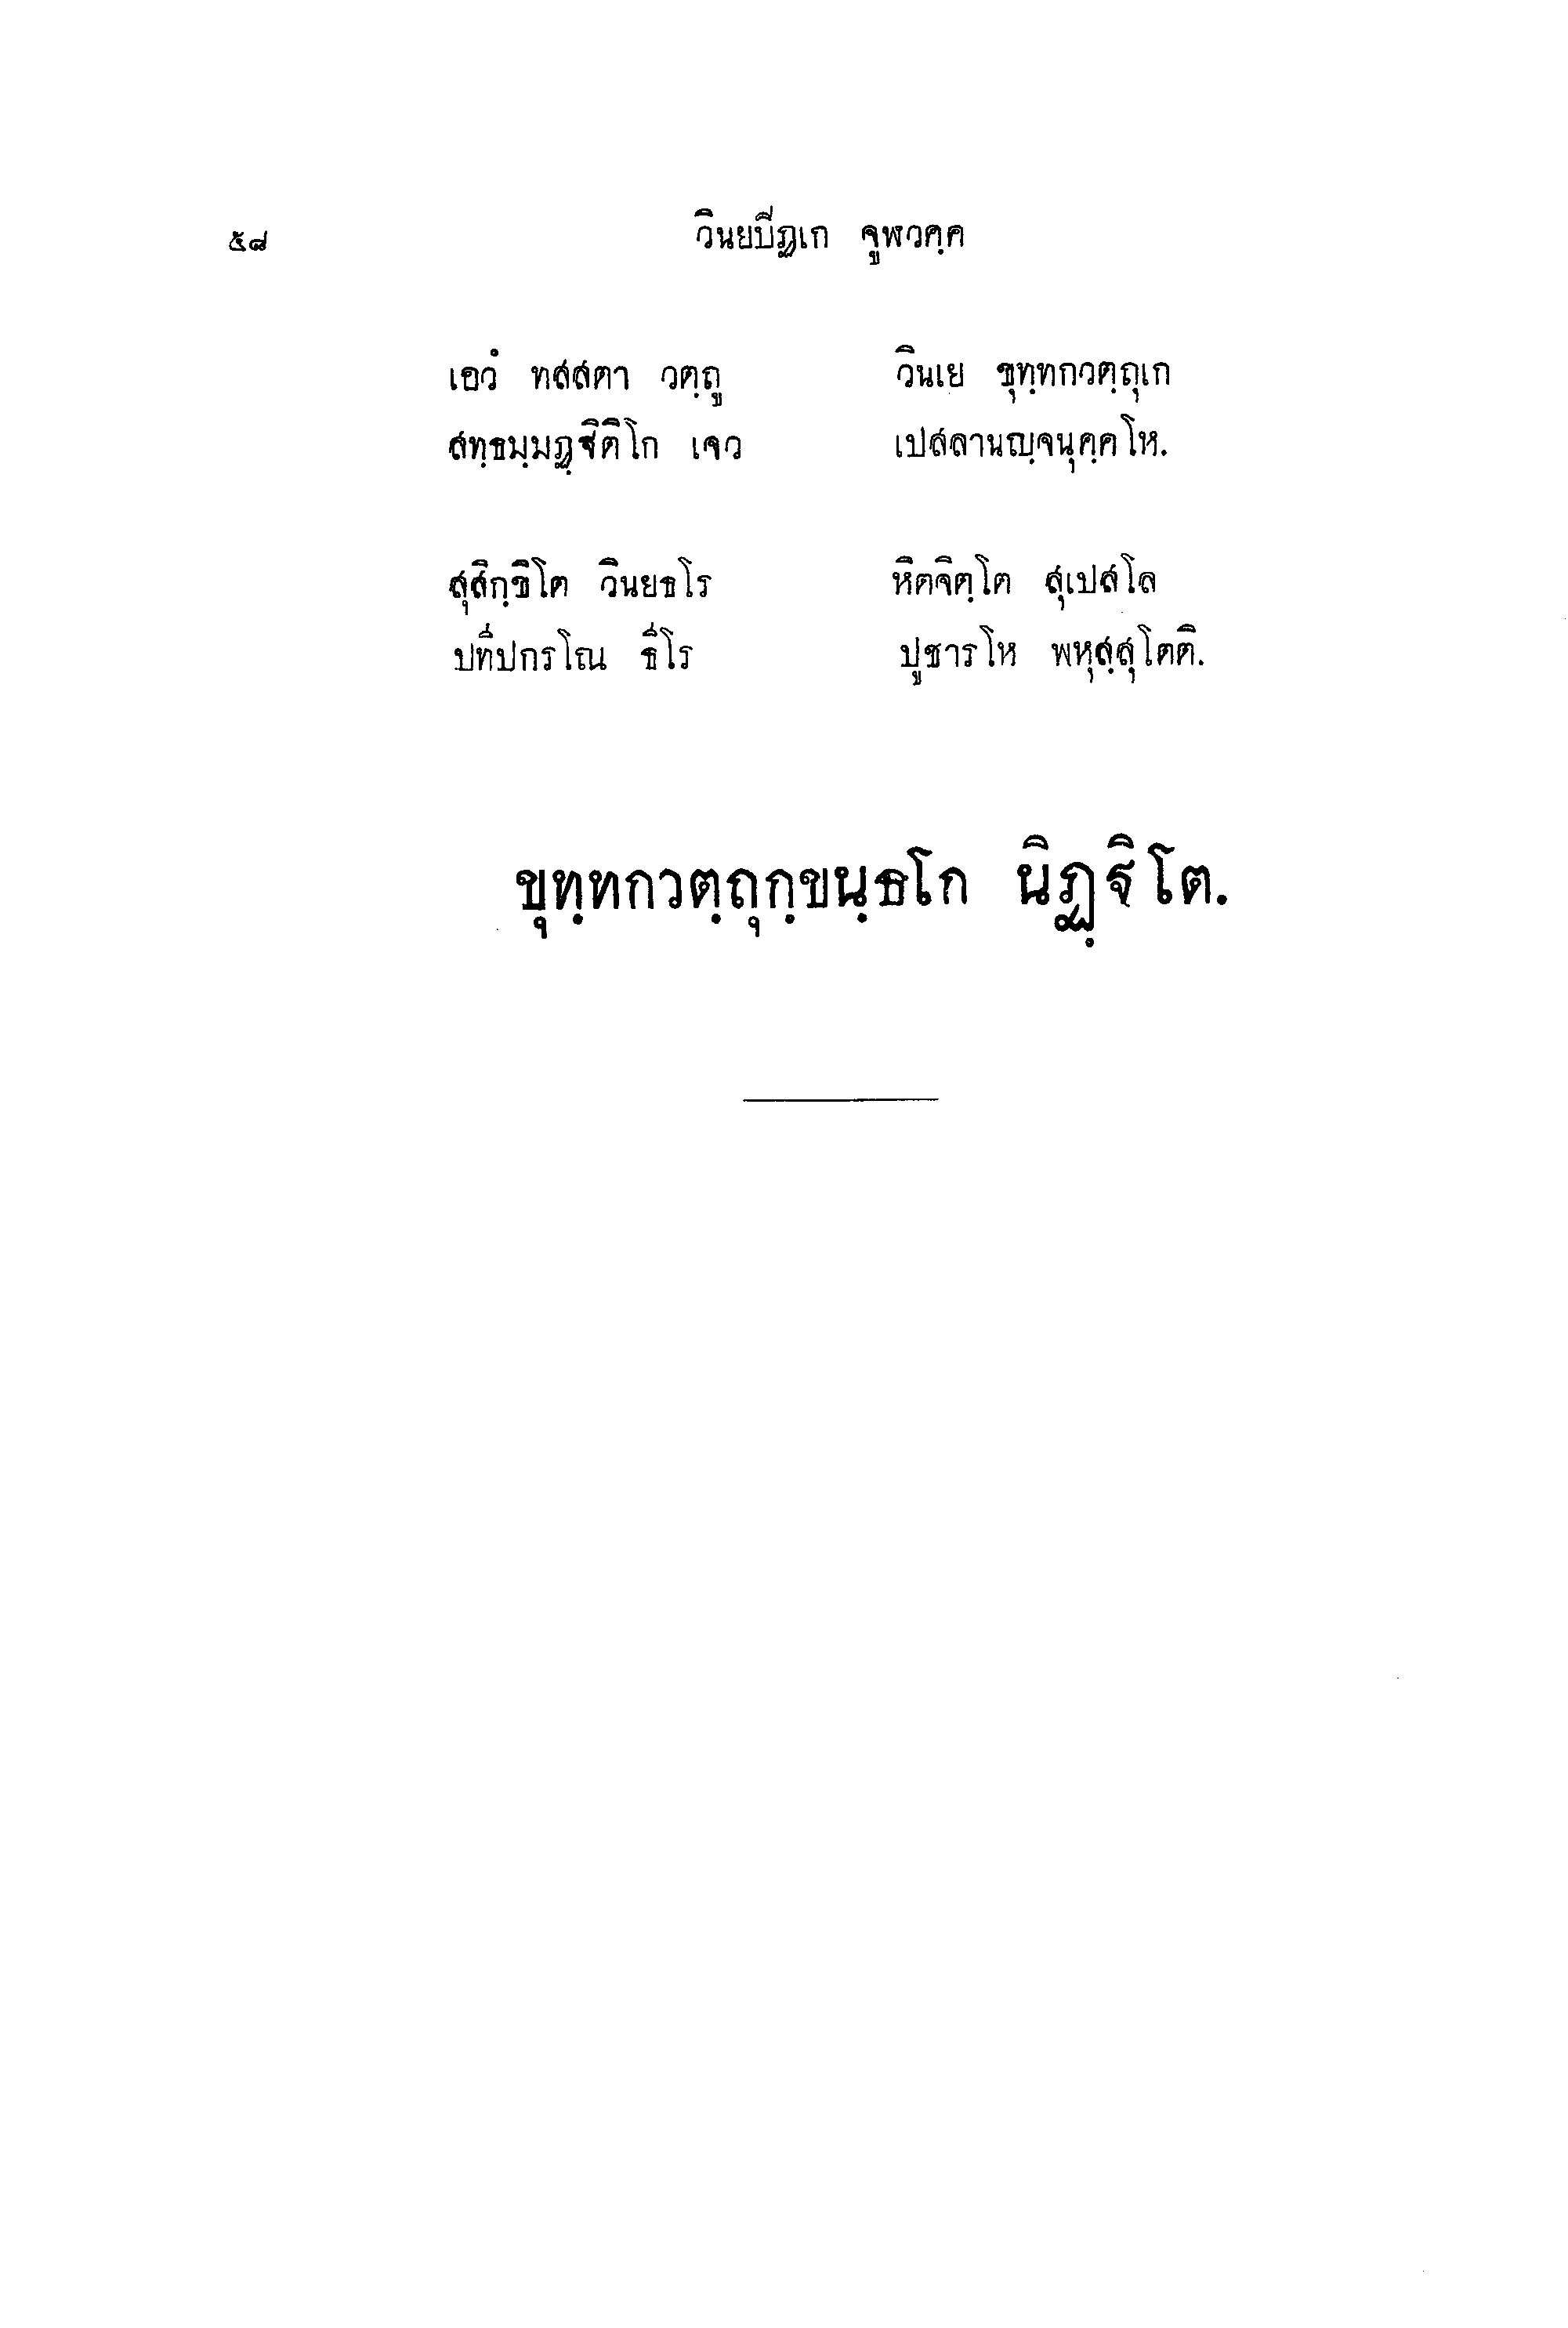 ๕๘ วินยปีฏเก จูฬวคฺค
เอวํ ทสสตา วตฺถู วินเย ขุทฺทกวตฺถุเก
สทฺธมฺมฏฺฐิติโก เจว เปสลานญฺจนุคฺคโห.
สุสิกฺขิโต วินยธโร หิตจิตฺโต สุเปสโล
ปทีปกรโณ ธีโร ปูชารโห พหุสฺสุโตติ.
ขุทฺทกวตฺถุกฺขนฺธโก นิฏฺฐิโต.